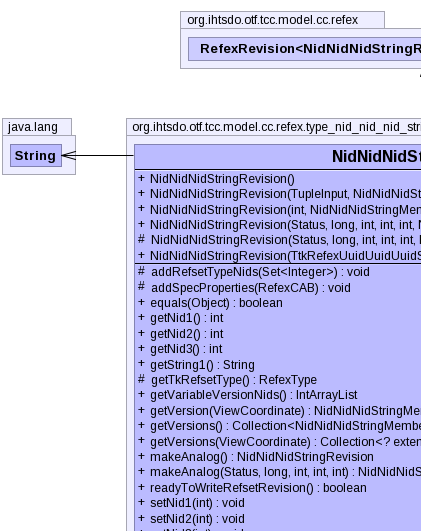 org.ihtsdo.otf.tcc.model.cc.refex
RefexRevision<NidNidNidStringR
java.lang
org.ihtsdo.otf.tcc.model.cc.refex.type_nid_nid_nid_stri
String
NidNidNidSt
+ NidNidNidStringRevision()
+ NidNidNidStringRevision(TupleInput, NidNidNidSt
+ NidNidNidStringRevision(int, NidNidNidStringMem
+ NidNidNidStringRevision(Status, long, int, int, int, N
# NidNidNidStringRevision(Status, long, int, int, int, 
+ NidNidNidStringRevision(TtkRefexUuidUuidUuidS
# addRefsetTypeNids(Set<Integer>) : void
# addSpecProperties(RefexCAB) : void
+ equals(Object) : boolean
+ getNid1() : int
+ getNid2() : int
+ getNid3() : int
+ getString1() : String
# getTkRefsetType() : RefexType
+ getVariableVersionNids() : IntArrayList
+ getVersion(ViewCoordinate) : NidNidNidStringMe
+ getVersions() : Collection<NidNidNidStringMembe
+ getVersions(ViewCoordinate) : Collection<? exten
+ makeAnalog() : NidNidNidStringRevision
+ makeAnalog(Status, long, int, int, int) : NidNidNidS
+ readyToWriteRefsetRevision() : boolean
+ setNid1(int) : void
+ setNid2(int) : void